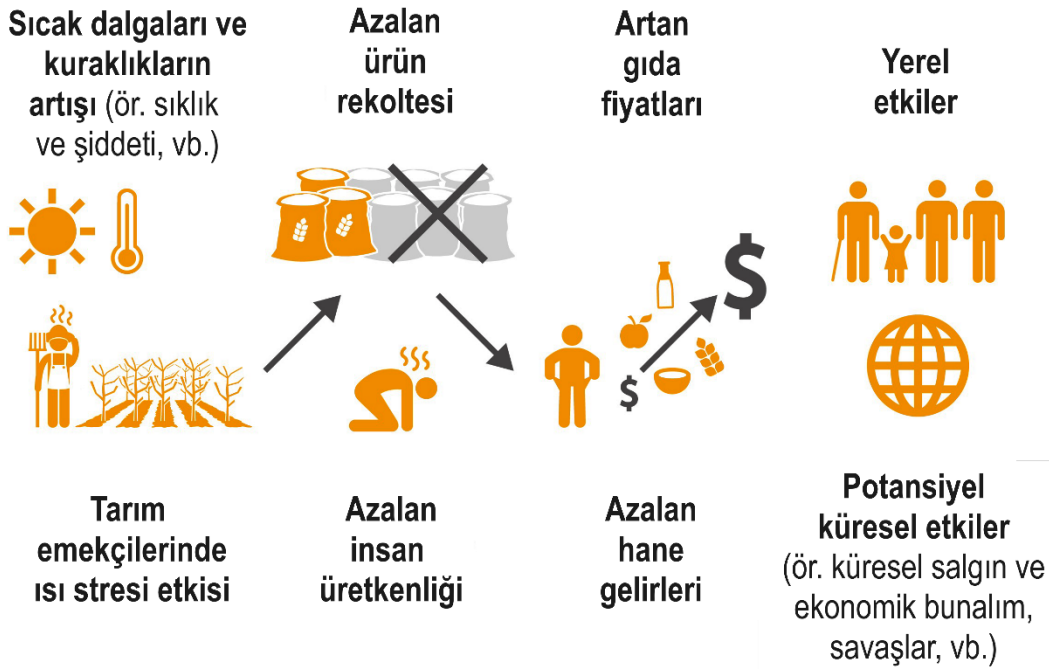 Sıcak dalgaları ve
kuraklıkların
artışı (ör. sıklık
ve şiddeti, vb.)
Azalan
ürün
rekoltesi
Artan
gıda
fiyatları
Yerel
etkiler
$
$
Tarım
emekçilerinde
ısı stresi etkisi
Azalan
insan
üretkenliği
Azalan
hane
gelirleri
Potansiyel
küresel etkiler
(ör. küresel salgın ve
ekonomik bunalım,
savaşlar, vb.)